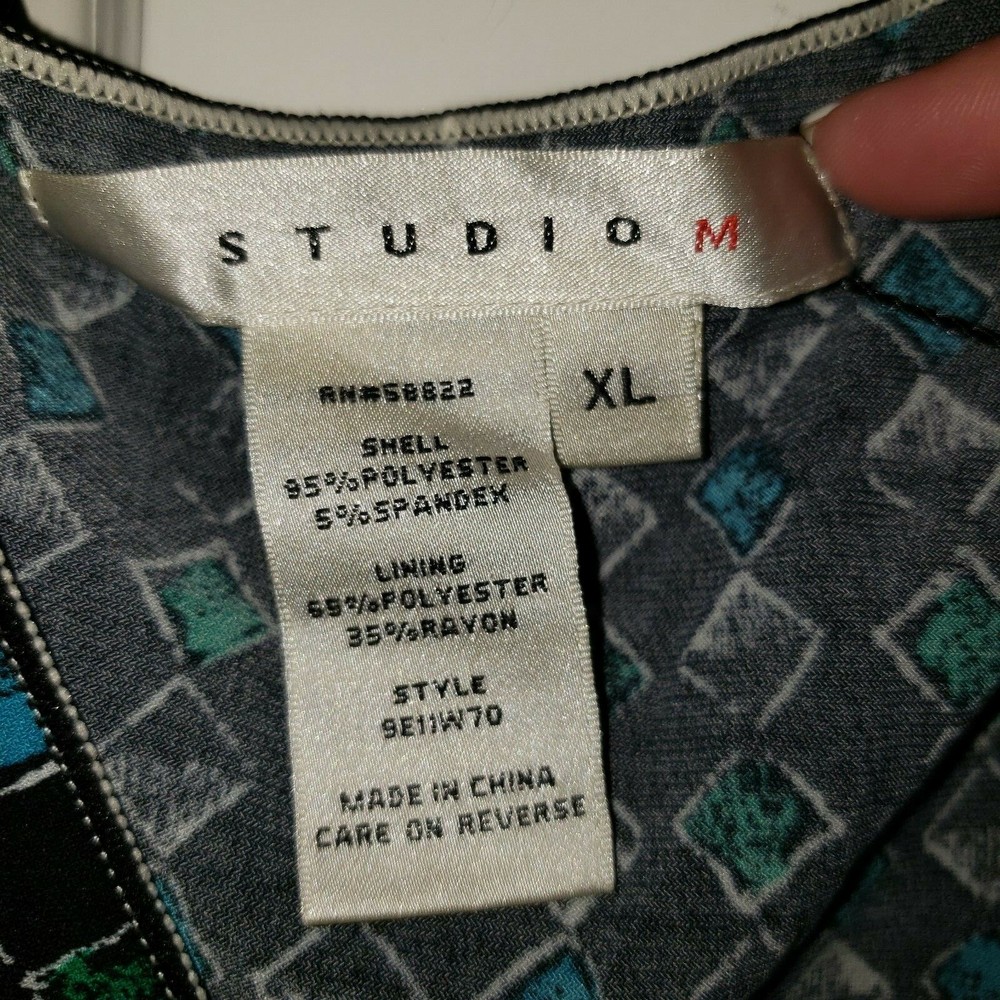 STUDIO M
XL
RN#58822
SHELL
95%POLYESTER
5%SPANDEX
LINING
65%POLYESTER
35%RAYON
STYLE
9E11W70
MADE IN CHINA
CARE ON REVERSE